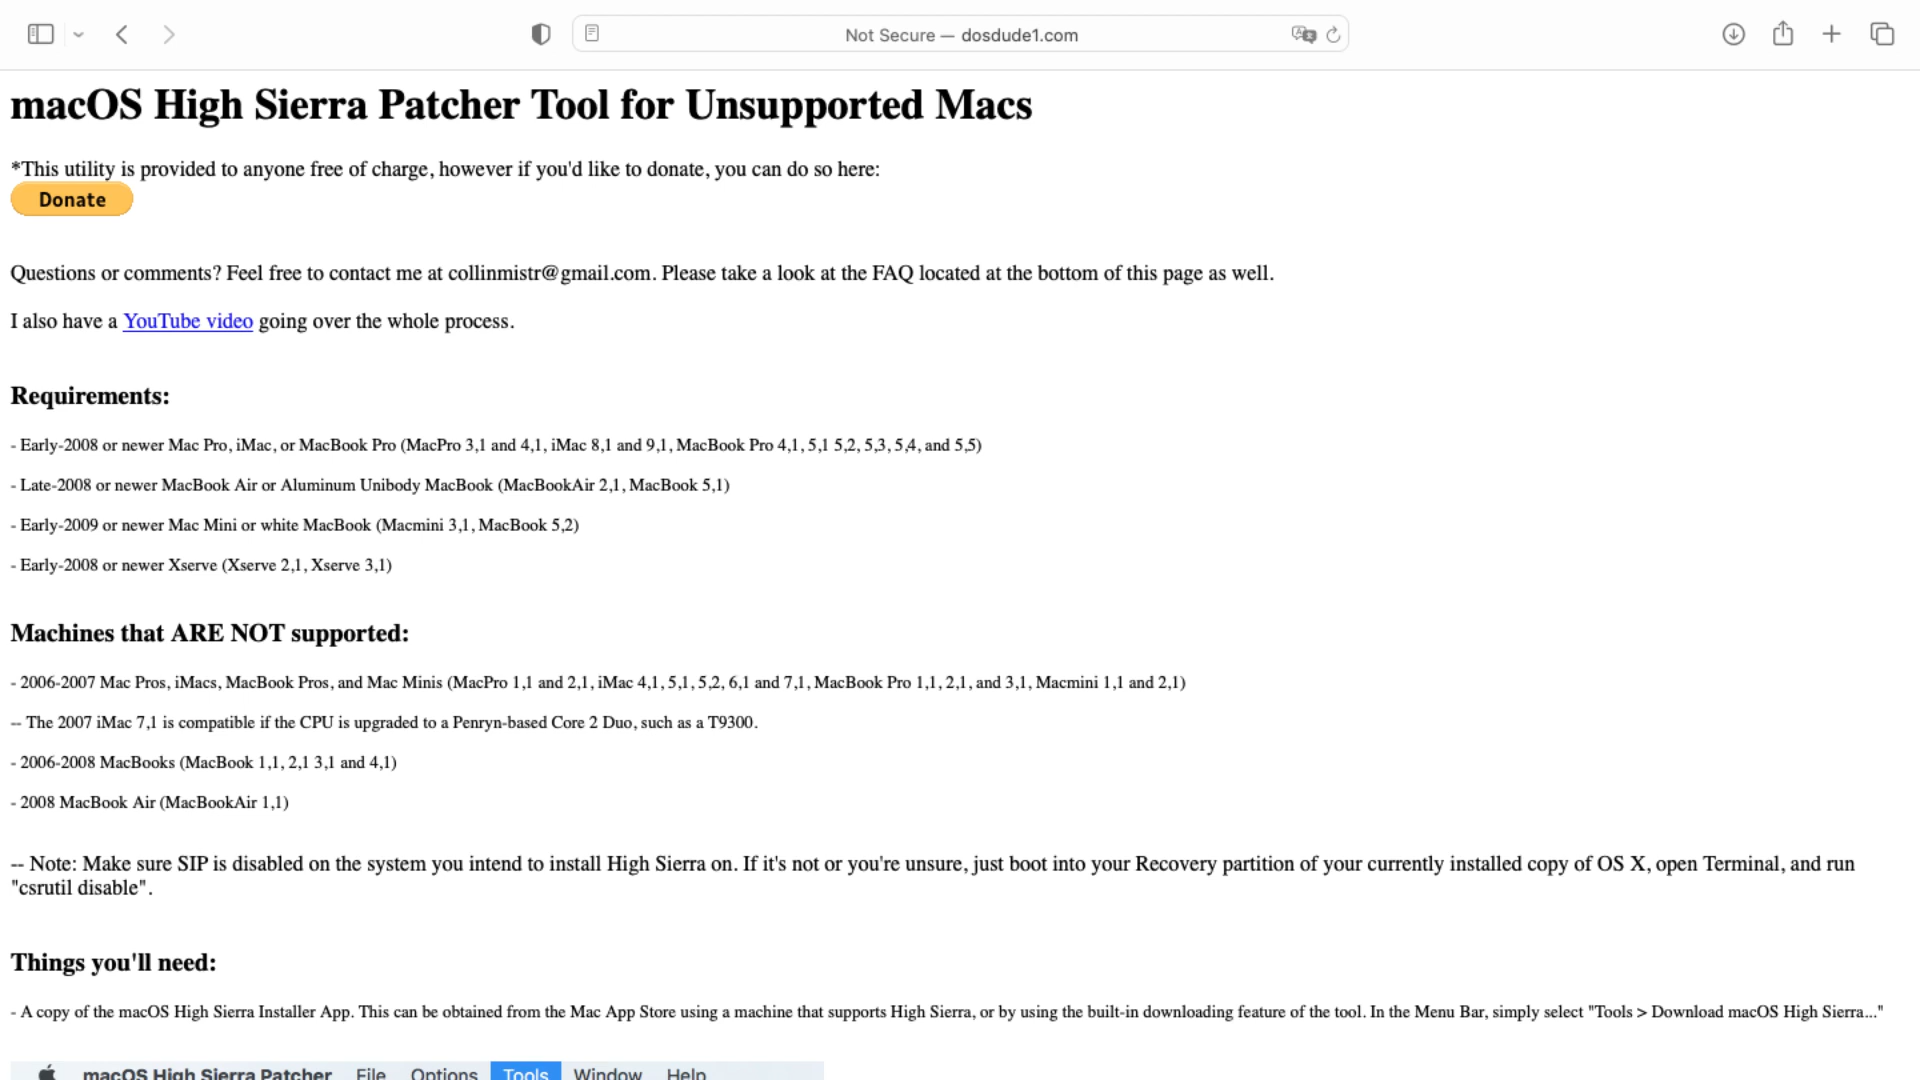 Not Secure — dosdude1.com
macOS High Sierra Patcher Tool for Unsupported Macs
*This utility is provided to anyone free of charge, however if you'd like to donate, you can do so here:
Donate
Questions or comments? Feel free to contact me at collinmistr@gmail.com. Please take a look at the FAQ located at the bottom of this page as well.
I also have a YouTube video going over the whole process.
Requirements:
- Early-2008 or newer Mac Pro, iMac, or MacBook Pro (MacPro 3,1 and 4,1, iMac 8,1 and 9,1, MacBook Pro 4,1, 5,1 5,2, 5,3, 5,4, and 5,5)
- Late-2008 or newer MacBook Air or Aluminum Unibody MacBook (MacBookAir 2,1, MacBook 5,1)
- Early-2009 or newer Mac Mini or white MacBook (Macmini 3,1, MacBook 5,2)
- Early-2008 or newer Xserve (Xserve 2,1, Xserve 3,1)
Machines that ARE NOT supported:
- 2006-2007 Mac Pros, iMacs, MacBook Pros, and Mac Minis (MacPro 1,1 and 2,1, iMac 4,1, 5,1, 5,2, 6,1 and 7,1, MacBook Pro 1,1, 2,1, and 3,1, Macmini 1,1 and 2,1)
-- The 2007 iMac 7,1 is compatible if the CPU is upgraded to a Penryn-based Core 2 Duo, such as a T9300.
- 2006-2008 MacBooks (MacBook 1,1, 2,1 3,1 and 4,1)
- 2008 MacBook Air (MacBookAir 1,1)
-- Note: Make sure SIP is disabled on the system you intend to install High Sierra on. If it's not or you're unsure, just boot into your Recovery partition of your currently installed copy of OS X, open Terminal, and run
"csrutil disable".
Things you'll need:
- A copy of the macOS High Sierra Installer App. This can be obtained from the Mac App Store using a machine that supports High Sierra, or by using the built-in downloading feature of the tool. In the Menu Bar, simply select "Tools > Download macOS High Sierra..."
macOS High Sierra Patcher File Options Tools Window Help